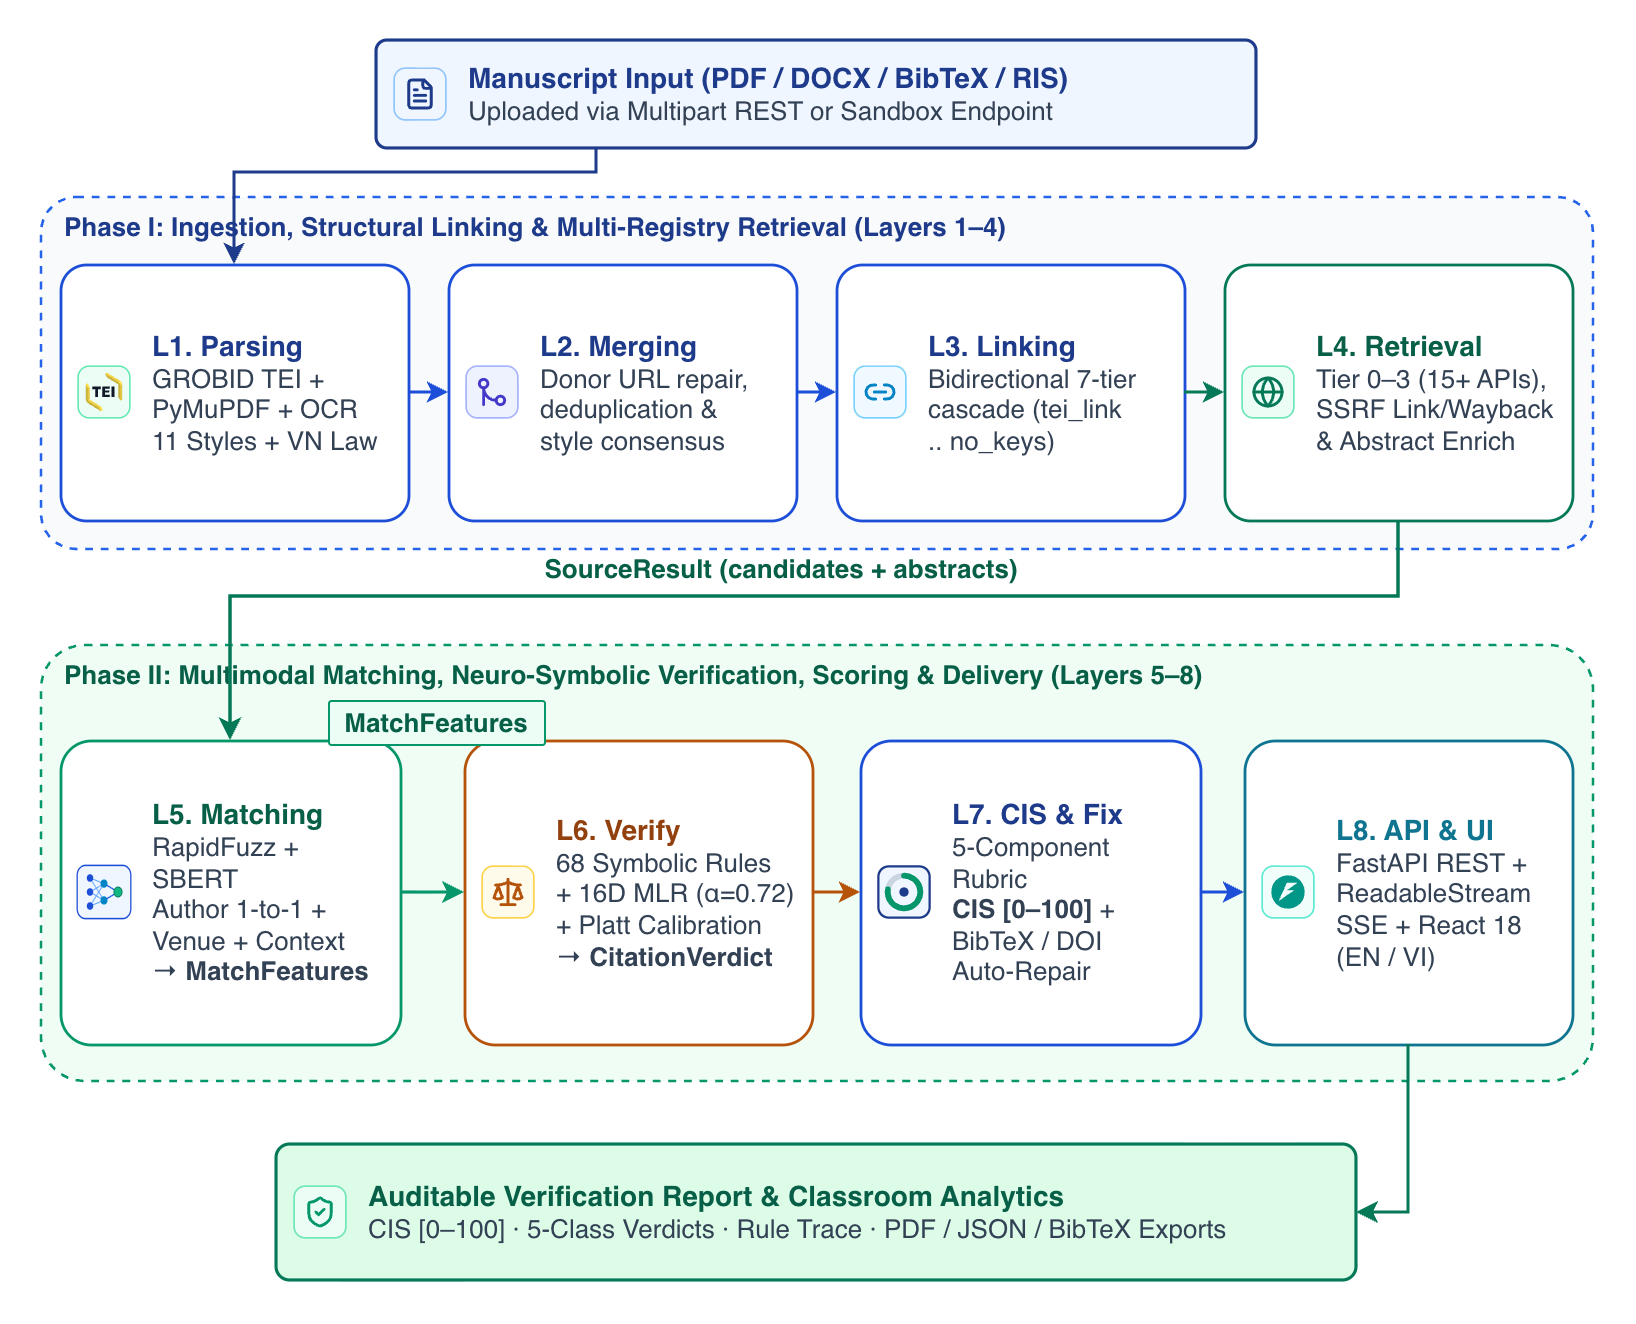 Manuscript Input (PDF / DOCX / BibTeX / RIS)
Uploaded via Multipart REST or Sandbox Endpoint
Phase I: Ingestion, Structural Linking & Multi-Registry Retrieval (Layers 1–4)
TEI
L1. Parsing
GROBID TEI +
PyMuPDF + OCR
11 Styles + VN Law
L2. Merging
Donor URL repair,
deduplication &
style consensus
L3. Linking
Bidirectional 7-tier
cascade (tei_link
.. no_keys)
L4. Retrieval
Tier 0–3 (15+ APIs),
SSRF Link/Wayback
& Abstract Enrich
SourceResult (candidates + abstracts)
Phase II: Multimodal Matching, Neuro-Symbolic Verification, Scoring & Delivery (Layers 5–8)
MatchFeatures
L5. Matching
RapidFuzz +
SBERT
Author 1-to-1 +
Venue + Context
→ MatchFeatures
L6. Verify
68 Symbolic Rules
+ 16D MLR (α=0.72)
+ Platt Calibration
→ CitationVerdict
L7. CIS & Fix
5-Component
Rubric
CIS [0–100] +
BibTeX / DOI
Auto-Repair
L8. API & UI
FastAPI REST +
ReadableStream
SSE + React 18
(EN / VI)
Auditable Verification Report & Classroom Analytics
CIS [0–100] · 5-Class Verdicts · Rule Trace · PDF / JSON / BibTeX Exports